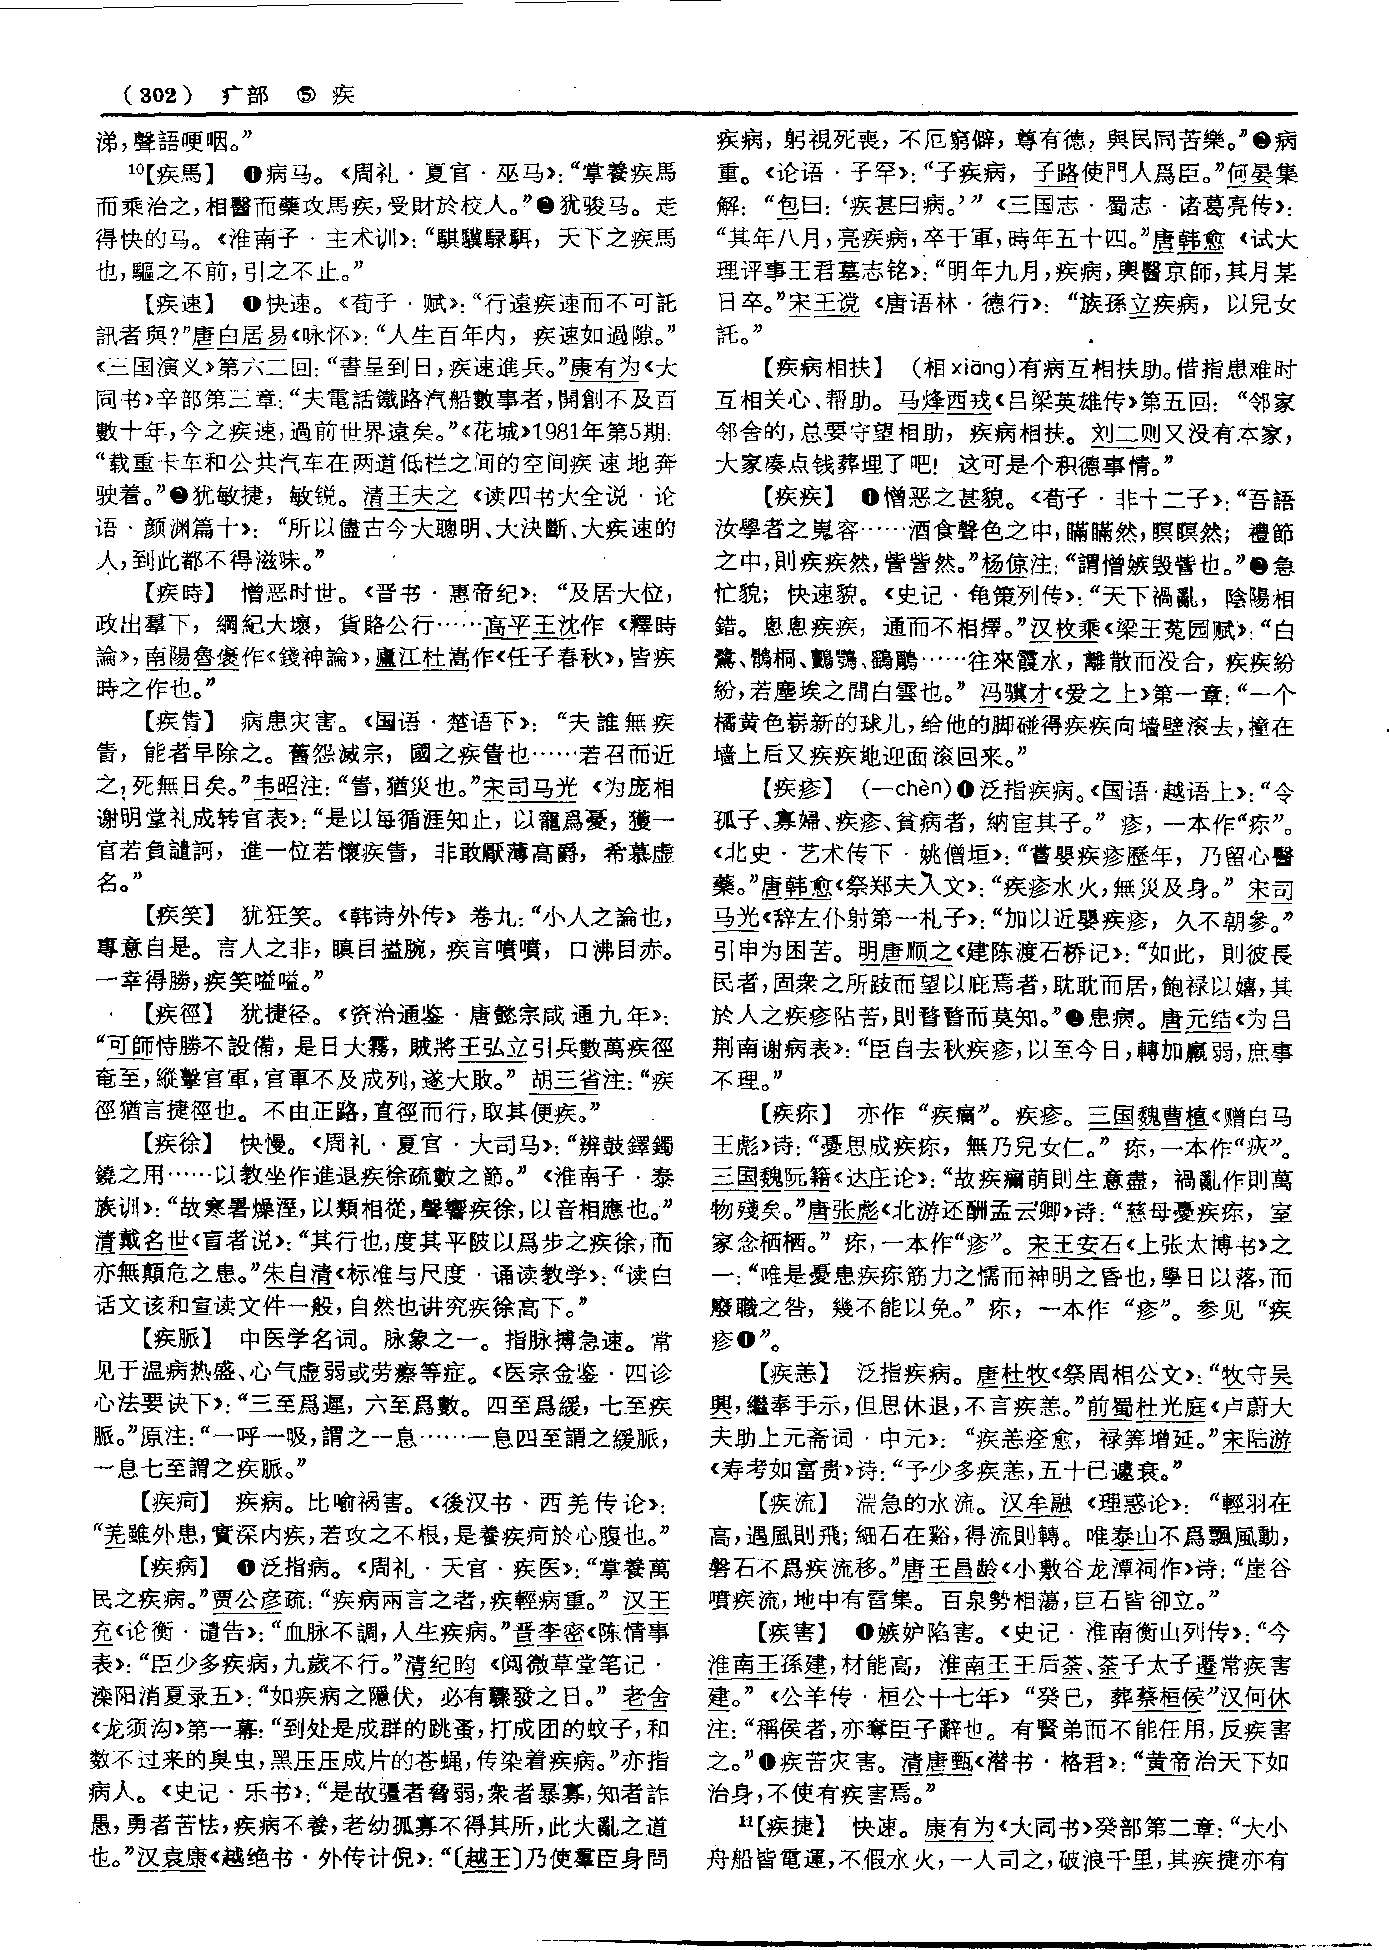 (302) 疒部 ⑤ 疾
涕，聲語哽咽。”
¹⁰【疾馬】 ❶病马。《周礼·夏官·巫马》：“掌養疾馬
而乘治之，相醫而藥攻馬疾，受財於校人。”❷犹骏马。走
得快的马。《淮南子·主术训》：“騏驥騄駬，天下之疾馬
也，驅之不前，引之不止。”
【疾速】 ❶快速。《荀子·赋》：“行遠疾速而不可託
訊者與？”唐白居易《咏怀》：“人生百年内，疾速如過隙。”
《三国演义》第六二回：“書呈到日，疾速進兵。”康有为《大
同书》辛部第三章：“夫電話鐵路汽船數事者，開創不及百
數十年，今之疾速，過前世界遠矣。”《花城》1981年第5期：
“载重卡车和公共汽车在两道低栏之间的空间疾速地奔
驶着。”❷犹敏捷，敏锐。清王夫之《读四书大全说·论
语·颜渊篇十》：“所以儘古今大聰明、大決斷、大疾速的
人，到此都不得滋味。”
【疾時】 憎恶时世。《晋书·惠帝纪》：“及居大位，
政出羣下，綱紀大壞，貨賂公行……高平王沈作《釋時
論》，南陽魯褒作《錢神論》，廬江杜嵩作《任子春秋》，皆疾
時之作也。”
【疾眚】 病患灾害。《国语·楚语下》：“夫誰無疾
眚，能者早除之。舊怨滅宗，國之疾眚也……若召而近
之，死無日矣。”韦昭注：“眚，猶災也。”宋司马光《为庞相
谢明堂礼成转官表》：“是以每循涯知止，以寵爲憂，獲一
官若負譴訶，進一位若懷疾眚，非敢厭薄高爵，希慕虚
名。”
【疾笑】 犹狂笑。《韩诗外传》卷九：“小人之論也，
專意自是。言人之非，瞋目搤腕，疾言噴噴，口沸目赤。
一幸得勝，疾笑嗌嗌。”
【疾徑】 犹捷径。《资治通鉴·唐懿宗咸通九年》：
“可師恃勝不設備，是日大霧，賊將王弘立引兵數萬疾徑
奄至，縱擊官軍，官軍不及成列，遂大敗。”胡三省注：“疾
徑猶言捷徑也。不由正路，直徑而行，取其便疾。”
【疾徐】 快慢。《周礼·夏官·大司马》：“辨鼓鐸鐲
鐃之用……以教坐作進退疾徐疏數之節。”《淮南子·泰
族训》：“故寒暑燥溼，以類相從，聲響疾徐，以音相應也。”
清戴名世《盲者说》：“其行也，度其平陂以爲步之疾徐，而
亦無顛危之患。”朱自清《标准与尺度·诵读教学》：“读白
话文该和宣读文件一般，自然也讲究疾徐高下。”
【疾脈】 中医学名词。脉象之一。指脉搏急速。常
见于温病热盛、心气虚弱或劳瘵等症。《医宗金鉴·四诊
心法要诀下》：“三至爲遲，六至爲數。四至爲緩，七至疾
脈。”原注：“一呼一吸，謂之一息……一息四至謂之緩脈，
一息七至謂之疾脈。”
【疾疴】 疾病。比喻祸害。《後汉书·西羌传论》：
“羌雖外患，實深内疾，若攻之不根，是養疾疴於心腹也。”
【疾病】 ❶泛指病。《周礼·天官·疾医》：“掌養萬
民之疾病。”贾公彦疏：“疾病兩言之者，疾輕病重。”汉王
充《论衡·谴告》：“血脉不調，人生疾病。”晋李密《陈情事
表》：“臣少多疾病，九歲不行。”清纪昀《阅微草堂笔记·
滦阳消夏录五》：“如疾病之隱伏，必有驟發之日。”老舍
《龙须沟》第一幕：“到处是成群的跳蚤，打成团的蚊子，和
数不过来的臭虫，黑压压成片的苍蝇，传染着疾病。”亦指
病人。《史记·乐书》：“是故彊者脅弱，衆者暴寡，知者詐
愚，勇者苦怯，疾病不養，老幼孤寡不得其所，此大亂之道
也。”汉袁康《越绝书·外传计倪》：“〔越王〕乃使羣臣身問
疾病，躬視死喪，不厄窮僻，尊有德，與民同苦樂。”❷病
重。《论语·子罕》：“子疾病，子路使門人爲臣。”何晏集
解：“包曰：‘疾甚曰病。’”《三国志·蜀志·诸葛亮传》：
“其年八月，亮疾病，卒于軍，時年五十四。”唐韩愈《试大
理评事王君墓志铭》：“明年九月，疾病，輿醫京師，其月某
日卒。”宋王谠《唐语林·德行》：“族孫立疾病，以兒女
託。”
【疾病相扶】 (相xiāng)有病互相扶助。借指患难时
互相关心、帮助。马烽西戎《吕梁英雄传》第五回：“邻家
邻舍的，总要守望相助，疾病相扶。刘二则又没有本家，
大家凑点钱葬埋了吧！这可是个积德事情。”
【疾疾】 ❶憎恶之甚貌。《荀子·非十二子》：“吾語
汝學者之嵬容……酒食聲色之中，瞞瞞然，瞑瞑然；禮節
之中，則疾疾然，訾訾然。”杨倞注：“謂憎嫉毁訾也。”❷急
忙貌；快速貌。《史记·龟策列传》：“天下禍亂，陰陽相
錯。悤悤疾疾，通而不相擇。”汉枚乘《梁王菟园赋》：“白
鷺、鶻桐、鸇鶚、鷂鵰……往來霞水，離散而没合，疾疾紛
紛，若塵埃之間白雲也。”冯骥才《爱之上》第一章：“一个
橘黄色崭新的球儿，给他的脚碰得疾疾向墙壁滚去，撞在
墙上后又疾疾地迎面滚回来。”
【疾疹】 (—chèn)❶泛指疾病。《国语·越语上》：“令
孤子、寡婦、疾疹、貧病者，納宦其子。”疹，一本作“疢”。
《北史·艺术传下·姚僧垣》：“嘗嬰疾疹歷年，乃留心醫
藥。”唐韩愈《祭郑夫人文》：“疾疹水火，無災及身。”宋司
马光《辞左仆射第一札子》：“加以近嬰疾疹，久不朝參。”
引申为困苦。明唐顺之《建陈渡石桥记》：“如此，則彼長
民者，固衆之所跂而望以庇焉者，耽耽而居，飽禄以嬉，其
於人之疾疹阽苦，則瞀瞀而莫知。”❷患病。唐元结《为吕
荆南谢病表》：“臣自去秋疾疹，以至今日，轉加羸弱，庶事
不理。”
【疾疢】 亦作“疾㾕”。疾疹。三国魏曹植《赠白马
王彪》诗：“憂思成疾疢，無乃兒女仁。”疢，一本作“疢”。
三国魏阮籍《达庄论》：“故疾㾕萌則生意盡，禍亂作則萬
物殘矣。”唐张彪《北游还酬孟云卿》诗：“慈母憂疾疢，室
家念栖栖。”疢，一本作“疹”。宋王安石《上张太博书》之
一：“唯是憂患疾疢筋力之懦而神明之昏也，學日以落，而
廢職之咎，幾不能以免。”疢，一本作“疹”。参见“疾
疹❶”。
【疾恙】 泛指疾病。唐杜牧《祭周相公文》：“牧守吴
興，繼奉手示，但思休退，不言疾恙。”前蜀杜光庭《卢蔚大
夫助上元斋词·中元》：“疾恙痊愈，禄筭增延。”宋陆游
《寿考如富贵》诗：“予少多疾恙，五十已遽衰。”
【疾流】 湍急的水流。汉牟融《理惑论》：“輕羽在
高，遇風則飛；細石在谿，得流則轉。唯泰山不爲飄風動，
磐石不爲疾流移。”唐王昌龄《小敷谷龙潭祠作》诗：“崖谷
噴疾流，地中有雷集。百泉勢相蕩，巨石皆卻立。”
【疾害】 ❶嫉妒陷害。《史记·淮南衡山列传》：“今
淮南王孫建，材能高，淮南王王后荼、荼子太子遷常疾害
建。”《公羊传·桓公十七年》“癸巳，葬蔡桓侯”汉何休
注：“稱侯者，亦奪臣子辭也。有賢弟而不能任用，反疾害
之。”❶疾苦灾害。清唐甄《潜书·格君》：“黄帝治天下如
治身，不使有疾害焉。”
¹¹【疾捷】 快速。康有为《大同书》癸部第二章：“大小
舟船皆電運，不假水火，一人司之，破浪千里，其疾捷亦有